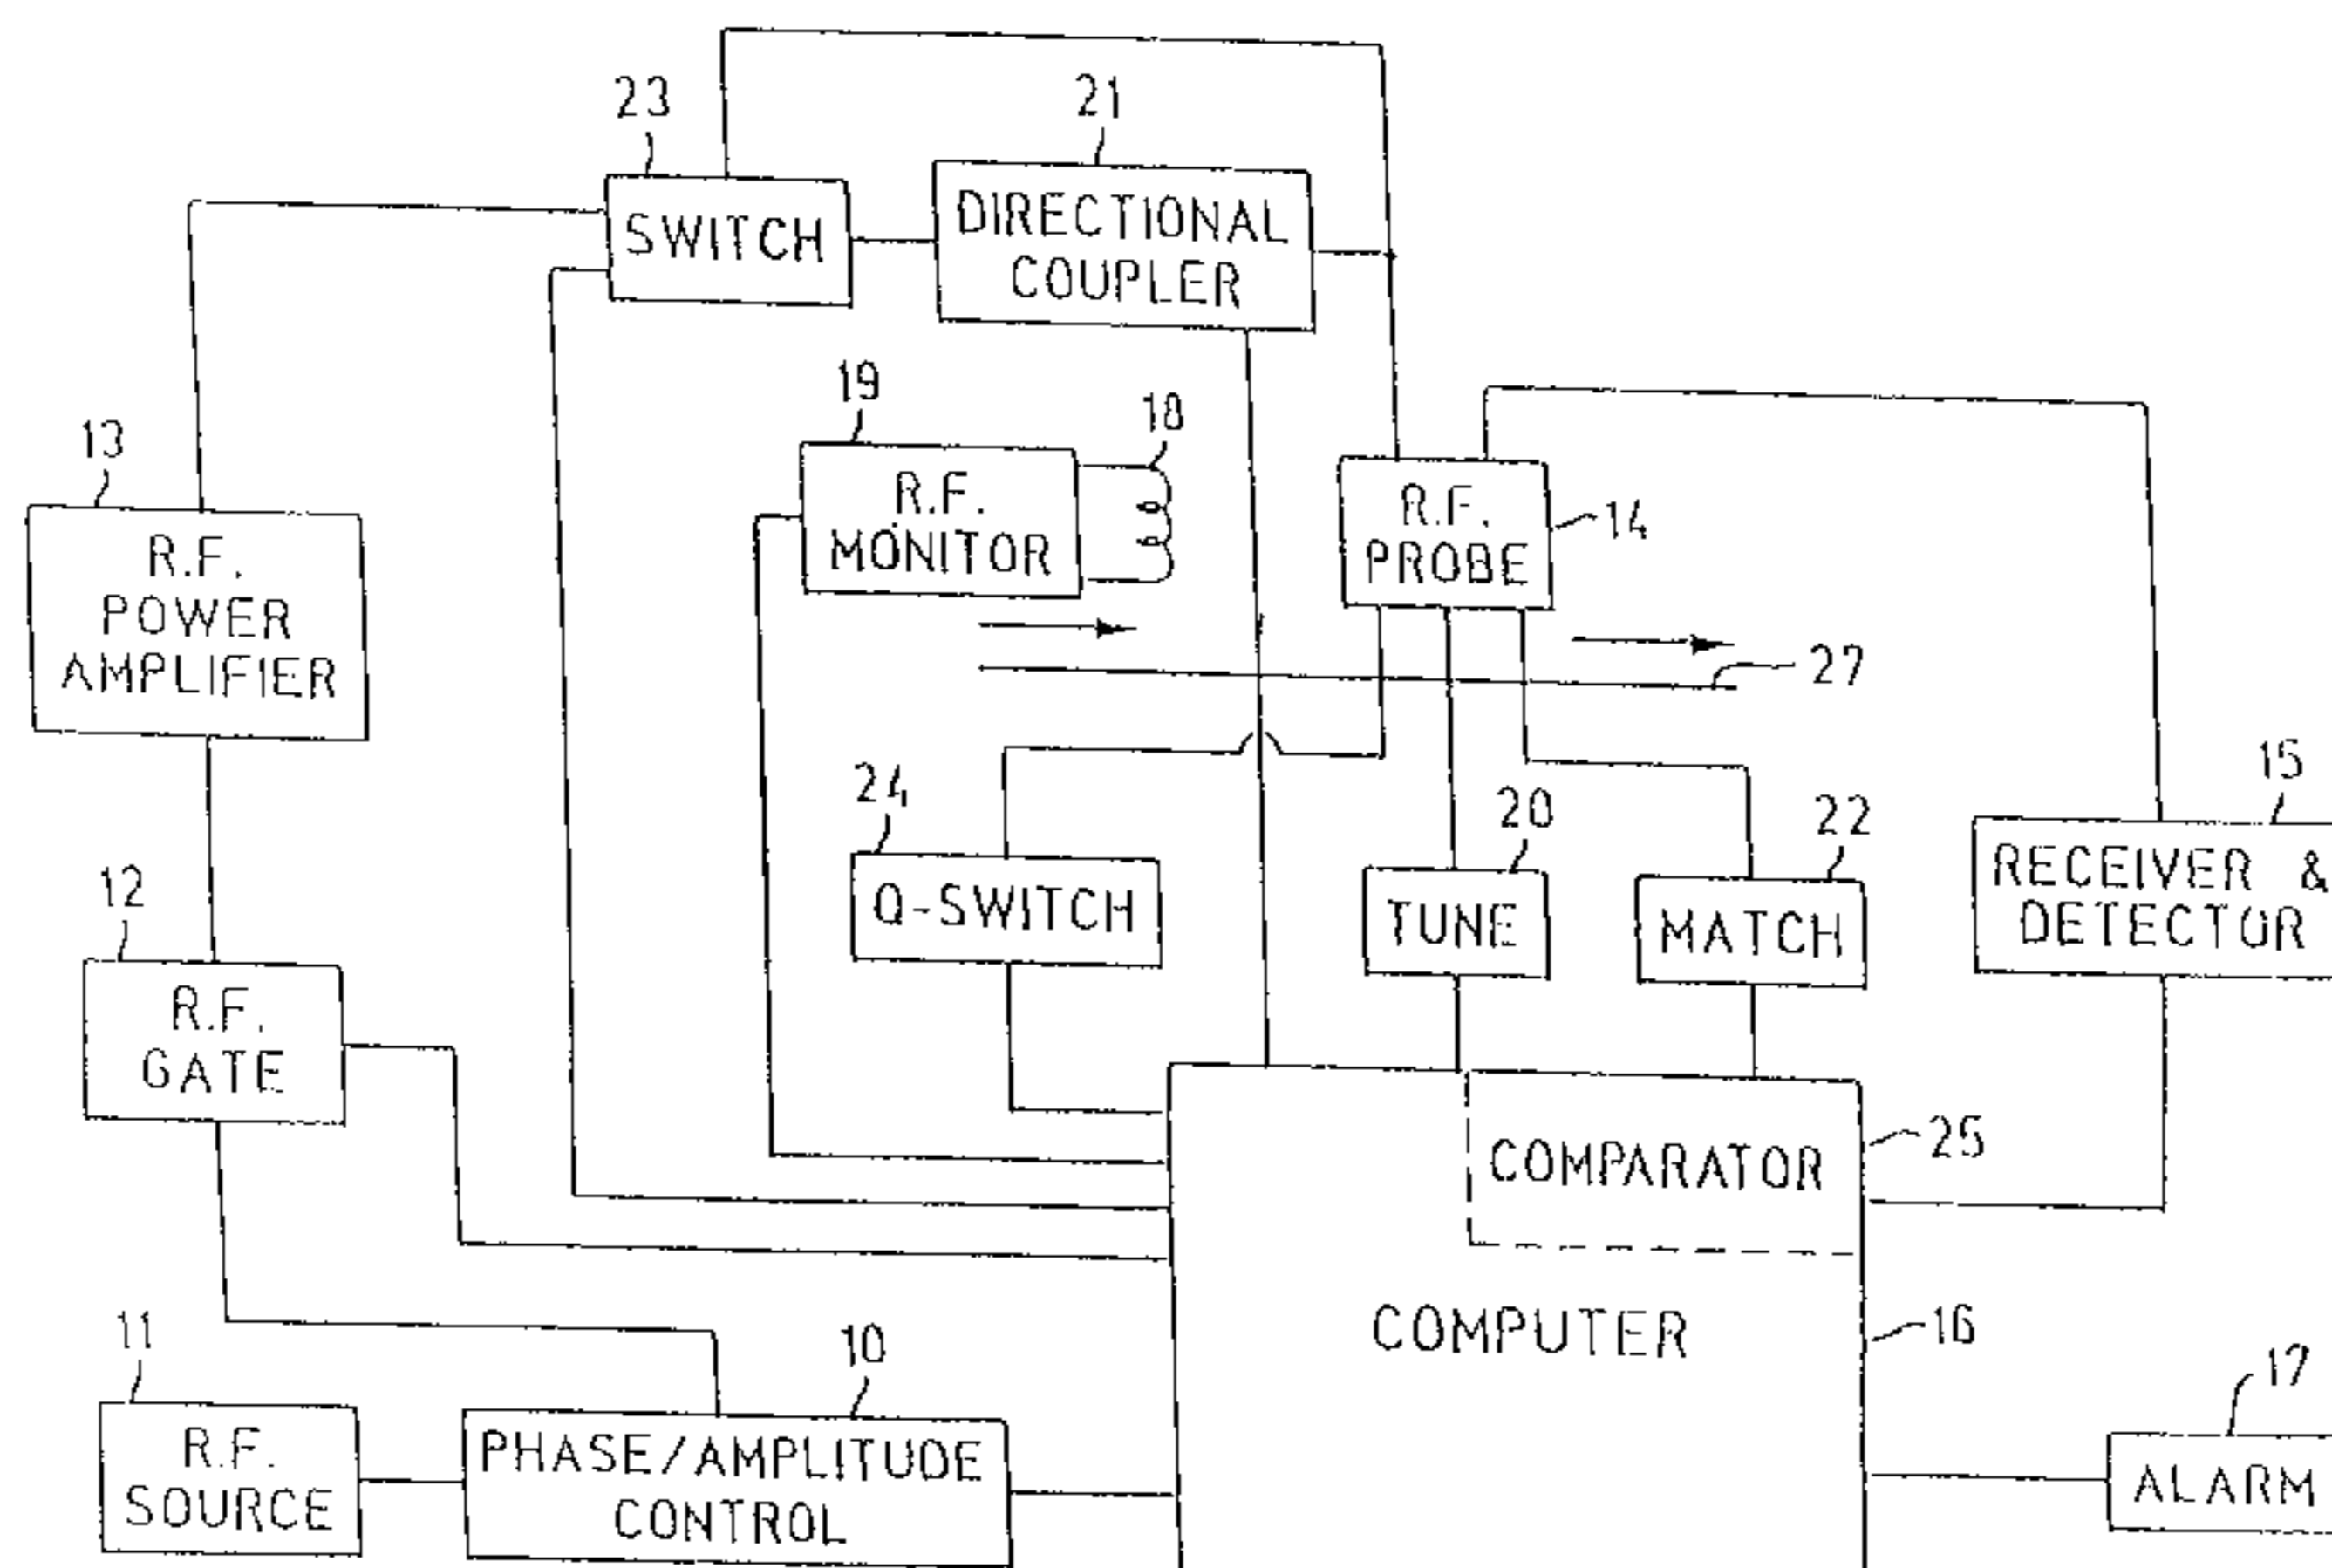 23
21
SWITCH
DIRECTIONAL
COUPLER
19
18
13
R.F.
MONITOR
R.F.
PROBE
14
R.F.
POWER
AMPLIFIER
27
24
20
22
15
Q-SWITCH
TUNE
MATCH
RECEIVER &
DETECTOR
12
R.F.
GATE
COMPARATOR
25
COMPUTER
16
11
10
17
R.F.
SOURCE
PHASE/AMPLITUDE
CONTROL
ALARM